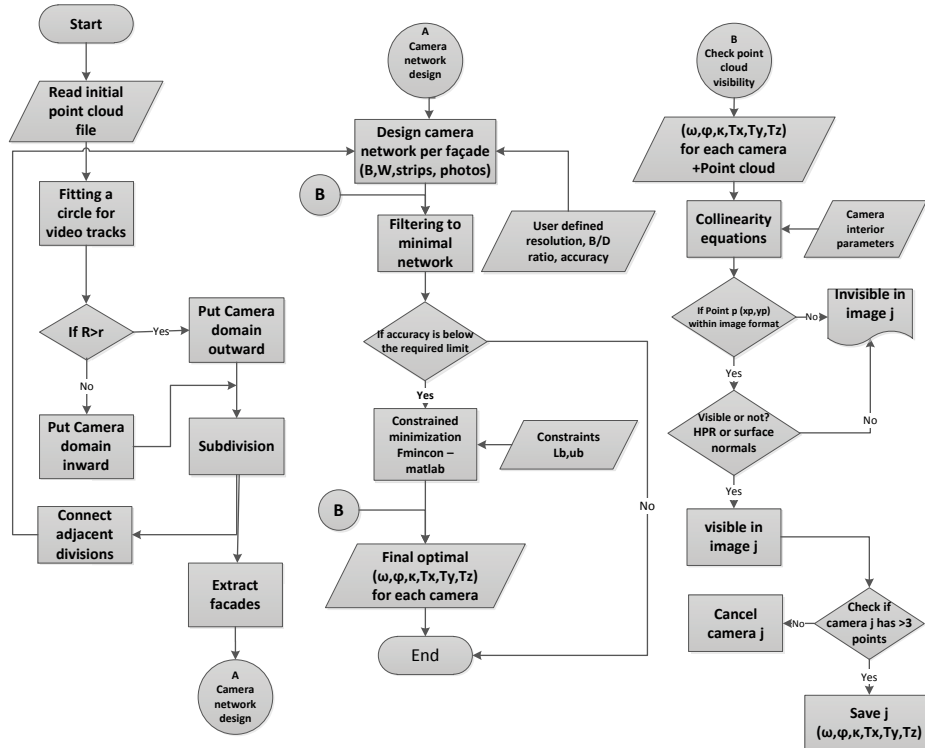 Start
Read initial
point cloud
file
Fitting a
circle for
video tracks
If R>r
Yes
Put Camera
domain
outward
No
Put Camera
domain
inward
Subdivision
Connect
adjacent
divisions
Extract
facades
A
Camera
network
design
A
Camera
network
design
Design camera
network per façade
(B,W,strips, photos)
B
Filtering to
minimal
network
User defined
resolution, B/D
ratio, accuracy
If accuracy is below
the required limit
Yes
No
Constrained
minimization
Fmincon –
matlab
Constraints
Lb,ub
B
Final optimal
(ω,φ,κ,Tx,Ty,Tz)
for each camera
End
B
Check point
cloud
visibility
(ω,φ,κ,Tx,Ty,Tz)
for each camera
+Point cloud
Collinearity
equations
Camera
interior
parameters
If Point p (xp,yp)
within image format
No
Invisible in
image j
Yes
Visible or not?
HPR or surface
normals
No
Yes
visible in
image j
Check if
camera j has >3
points
No
Cancel
camera j
Yes
Save j
(ω,φ,κ,Tx,Ty,Tz)